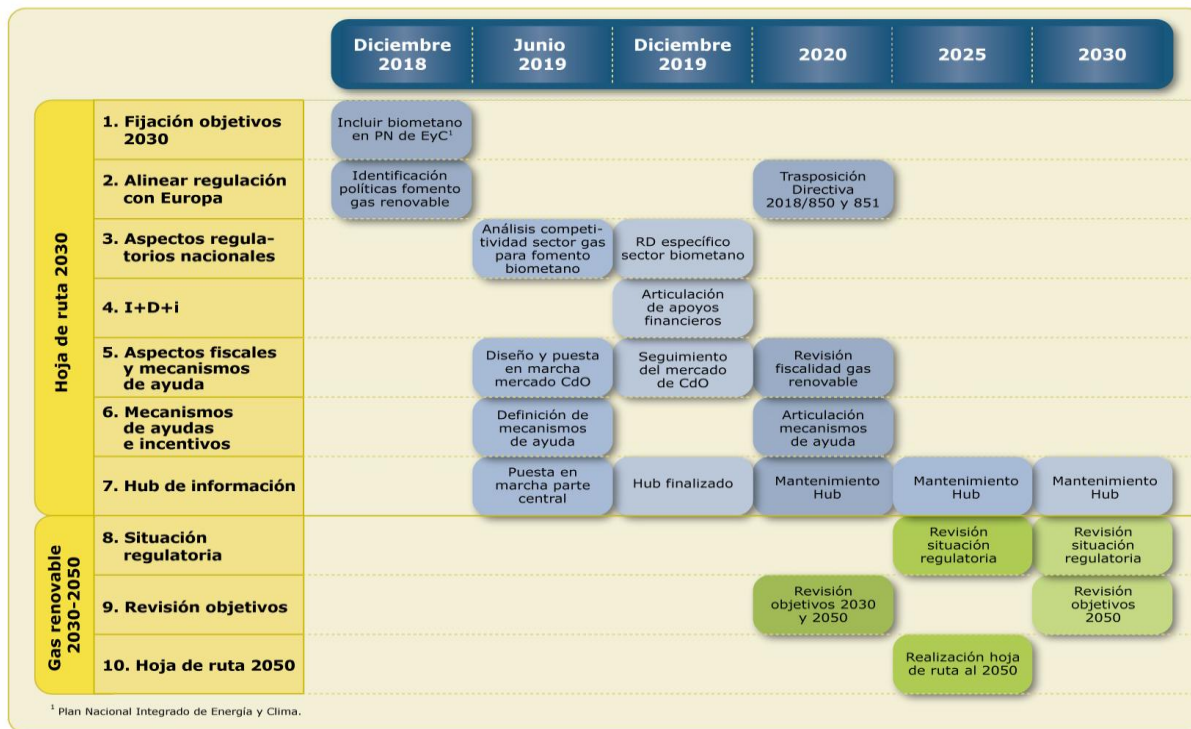 Diciembre
2018
Junio
2019
Diciembre
2019
2020
2025
2030
Hoja de ruta 2030
1. Fijación objetivos
2030
Incluir biometano
en PN de EyC¹
2. Alinear regulación
con Europa
Identificación
políticas fomento
gas renovable
Trasposición
Directiva
2018/850 y 851
3. Aspectos regula-
torios nacionales
Análisis competi-
tividad sector gas
para fomento
biometano
RD específico
sector biometano
4. I+D+i
Articulación
de apoyos
financieros
5. Aspectos fiscales
y mecanismos
de ayuda
Diseño y puesta
en marcha
mercado CdO
Seguimiento
del mercado
de CdO
Revisión
fiscalidad gas
renovable
6. Mecanismos
de ayudas
e incentivos
Definición de
mecanismos
de ayuda
Articulación
mecanismos
de ayuda
7. Hub de información
Puesta en
marcha parte
central
Hub finalizado
Mantenimiento
Hub
Mantenimiento
Hub
Mantenimiento
Hub
Gas renovable
2030-2050
8. Situación
regulatoria
Revisión
situación
regulatoria
Revisión
situación
regulatoria
9. Revisión objetivos
Revisión
objetivos 2030
y 2050
Revisión
objetivos
2050
10. Hoja de ruta 2050
Realización hoja
de ruta al 2050
¹ Plan Nacional Integrado de Energía y Clima.